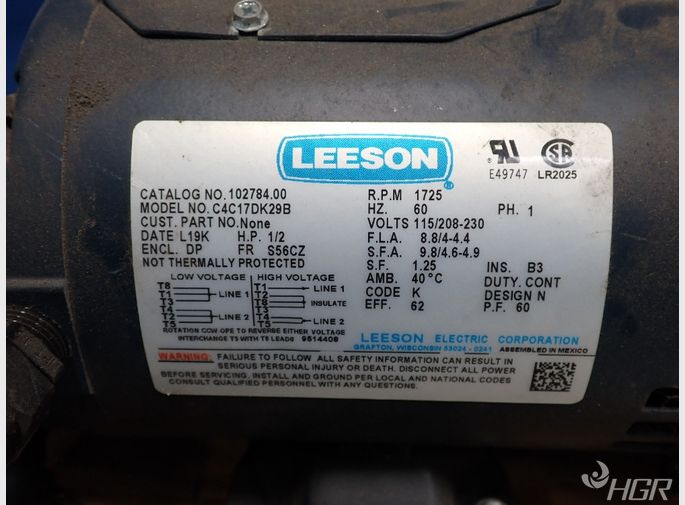 LEESON
®
UL
SA
E49747 LR2025
CATALOG NO. 102784.00 R.P.M 1725
MODEL NO. C4C17DK29B HZ. 60 PH. 1
CUST. PART NO. None VOLTS 115/208-230
DATE L19K H.P. 1/2 F.L.A. 8.8/4-4.4
ENCL. DP FR S56CZ S.F.A. 9.8/4.6-4.9
NOT THERMALLY PROTECTED S.F. 1.25 INS. B3
AMB. 40°C DUTY. CONT
CODE K DESIGN N
EFF. 62 P.F. 60
LOW VOLTAGE HIGH VOLTAGE
T8 T1 LINE 1
T1 LINE 1 T2
T3 T3 INSULATE
T4 T8
T2 LINE 2 T4 LINE 2
T5 T5
ROTATION CCW OPE TO REVERSE EITHER VOLTAGE
INTERCHANGE T5 WITH T8 LEADS 9514408
LEESON ELECTRIC CORPORATION
GRAFTON, WISCONSIN 53024 - 0241 ASSEMBLED IN MEXICO
WARNING: FAILURE TO FOLLOW ALL SAFETY INFORMATION CAN RESULT IN
SERIOUS PERSONAL INJURY OR DEATH. DISCONNECT ALL POWER
BEFORE SERVICING. INSTALL AND GROUND PER LOCAL AND NATIONAL CODES
CONSULT QUALIFIED PERSONNEL WITH ANY QUESTIONS.
HGR